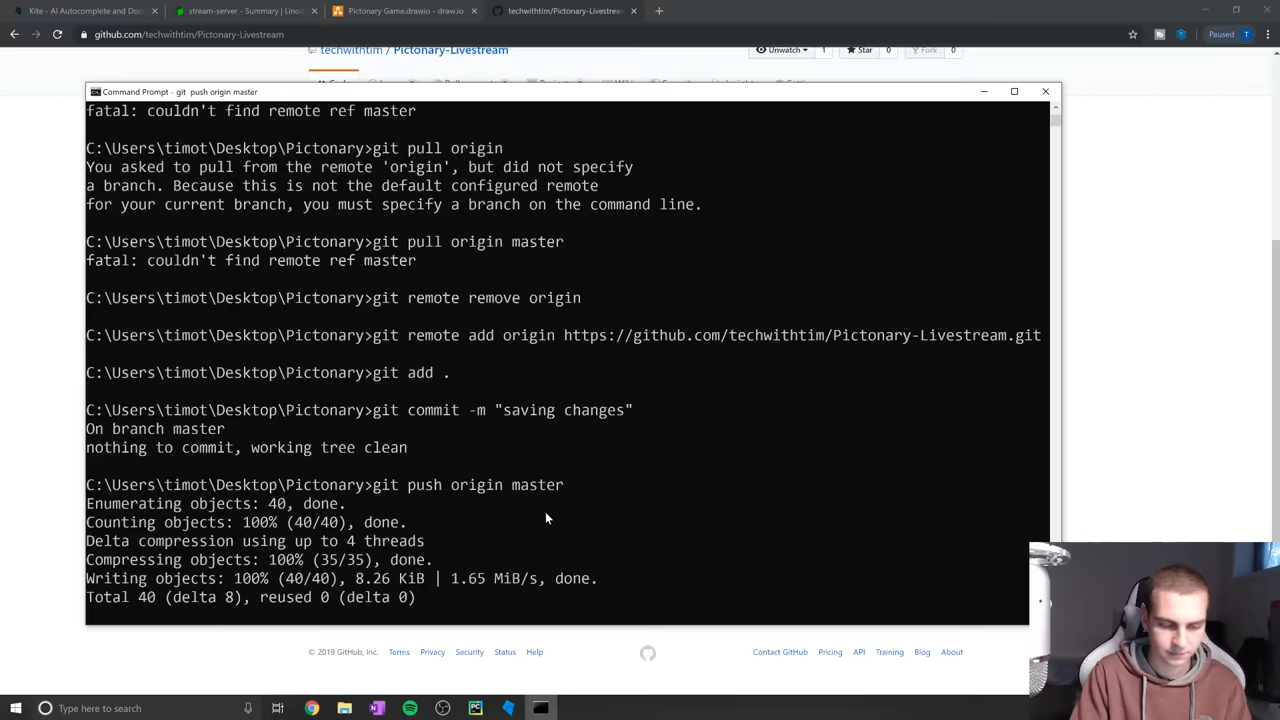 Kite - AI Autocomplete and Doc
stream-server - Summary | Linod
Pictionary Game.drawio - draw.io
techwithtim/Pictonary-Livestream
github.com/techwithtim/Pictonary-Livestream
Paused
T
techwithtim / Pictonary-Livestream
Unwatch 1
Star 0
Fork 0
Command Prompt - git push origin master
fatal: couldn't find remote ref master
C:\Users\timot\Desktop\Pictonary>git pull origin
You asked to pull from the remote 'origin', but did not specify
a branch. Because this is not the default configured remote
for your current branch, you must specify a branch on the command line.
C:\Users\timot\Desktop\Pictonary>git pull origin master
fatal: couldn't find remote ref master
C:\Users\timot\Desktop\Pictonary>git remote remove origin
C:\Users\timot\Desktop\Pictonary>git remote add origin https://github.com/techwithtim/Pictonary-Livestream.git
C:\Users\timot\Desktop\Pictonary>git add .
C:\Users\timot\Desktop\Pictonary>git commit -m "saving changes"
On branch master
nothing to commit, working tree clean
C:\Users\timot\Desktop\Pictonary>git push origin master
Enumerating objects: 40, done.
Counting objects: 100% (40/40), done.
Delta compression using up to 4 threads
Compressing objects: 100% (35/35), done.
Writing objects: 100% (40/40), 8.26 KiB | 1.65 MiB/s, done.
Total 40 (delta 8), reused 0 (delta 0)
© 2019 GitHub, Inc. Terms Privacy Security Status Help
Contact GitHub Pricing API Training Blog About
Type here to search